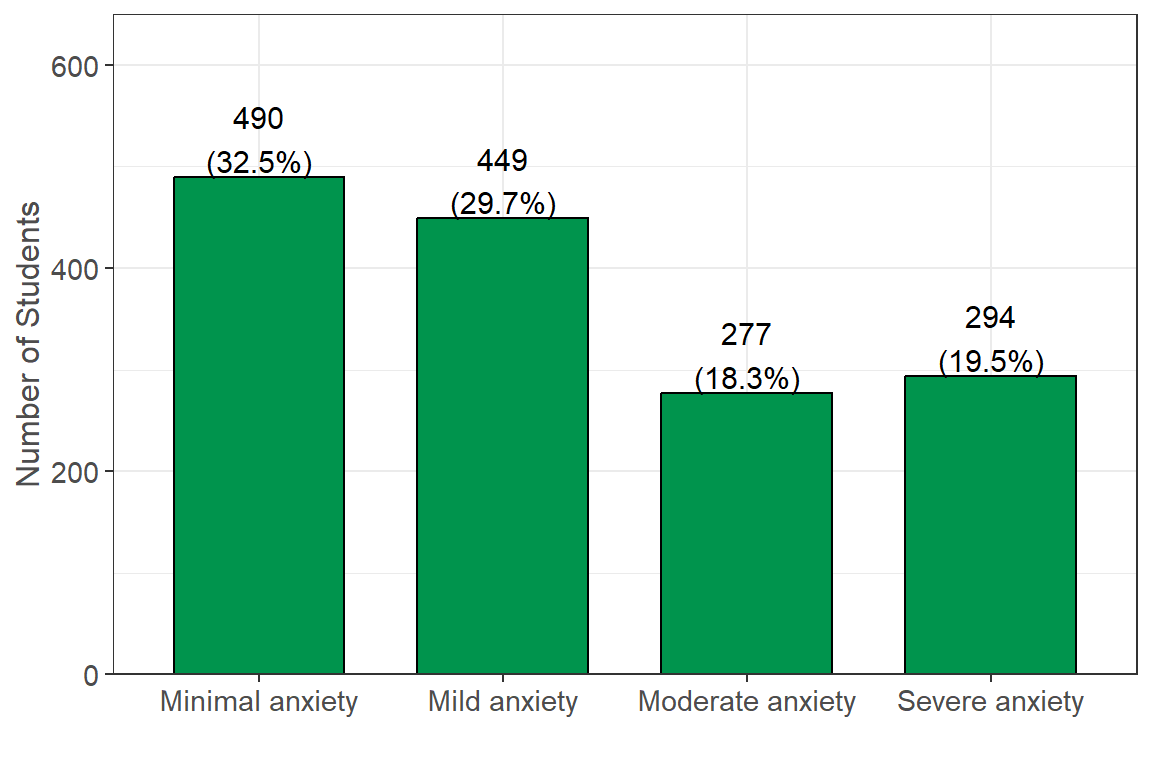 Number of Students
600
400
200
0
490
(32.5%)
449
(29.7%)
277
(18.3%)
294
(19.5%)
Minimal anxiety
Mild anxiety
Moderate anxiety
Severe anxiety